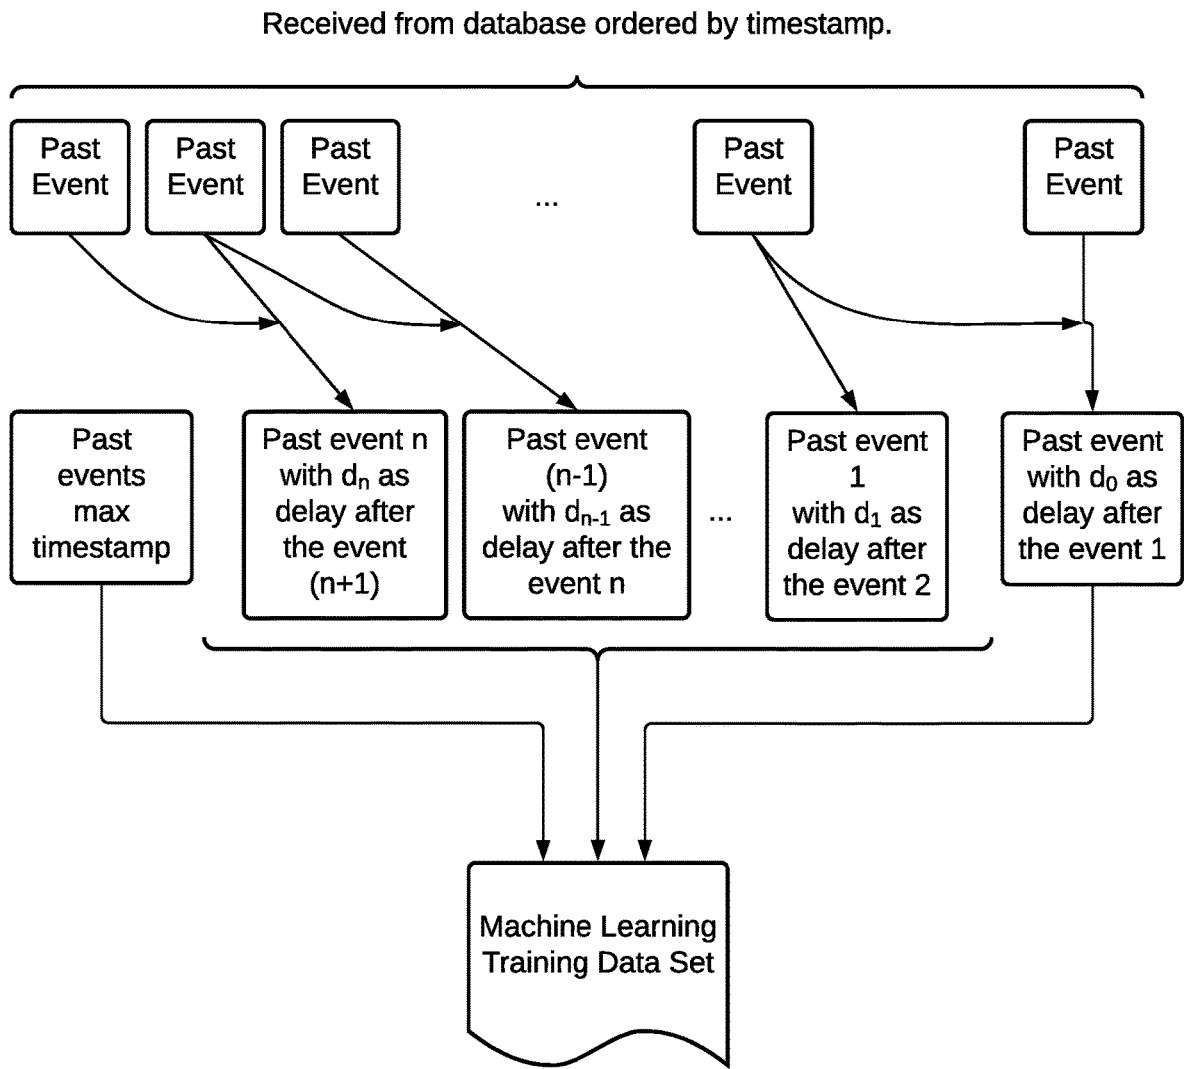 Received from database ordered by timestamp.
Past
Event
Past
Event
Past
Event
...
Past
Event
Past
Event
Past
events
max
timestamp
Past event n
with dn as
delay after
the event
(n+1)
Past event
(n-1)
with dn-1 as
delay after the
event n
...
Past event
1
with d1 as
delay after
the event 2
Past event
with d0 as
delay after
the event 1
Machine Learning
Training Data Set